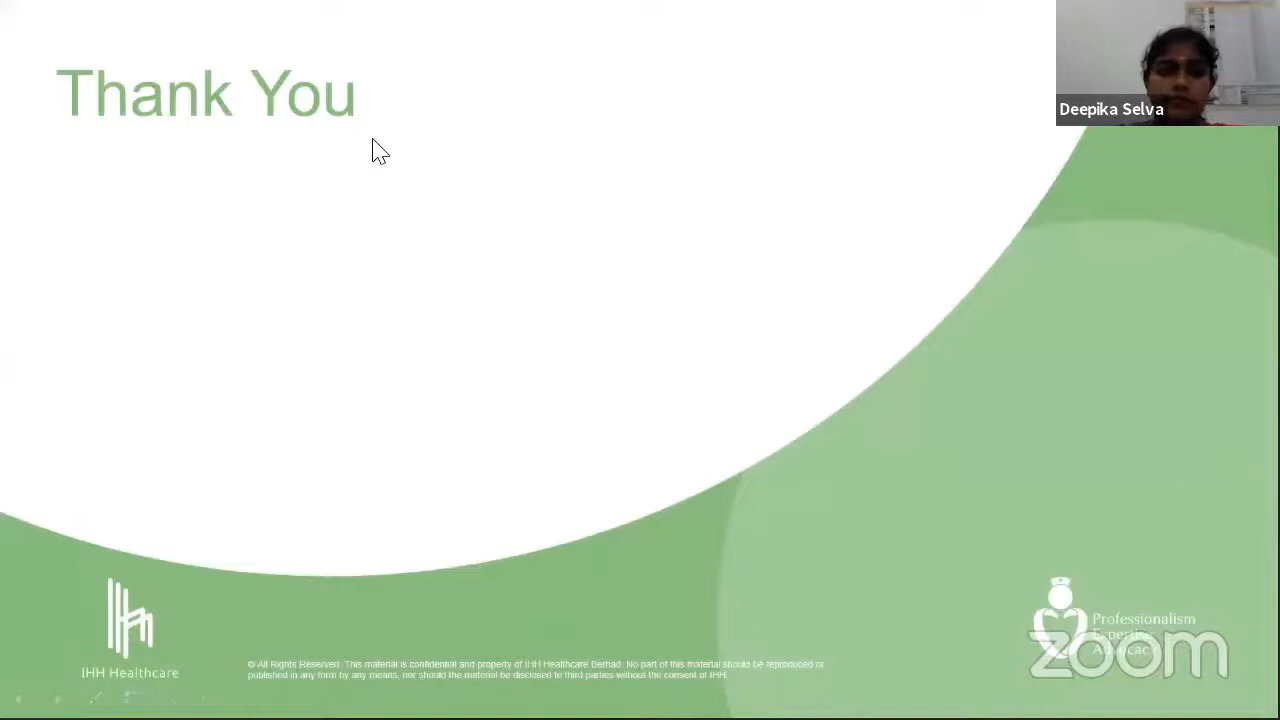 Thank You
Deepika Selva
Professionalism
Expertise
Advocacy
zoom
IHH Healthcare
© All Rights Reserved. This material is confidential and property of IHH Healthcare Berhad. No part of this material should be reproduced or
published in any form by any means, nor should the material be disclosed to third parties without the consent of IHH